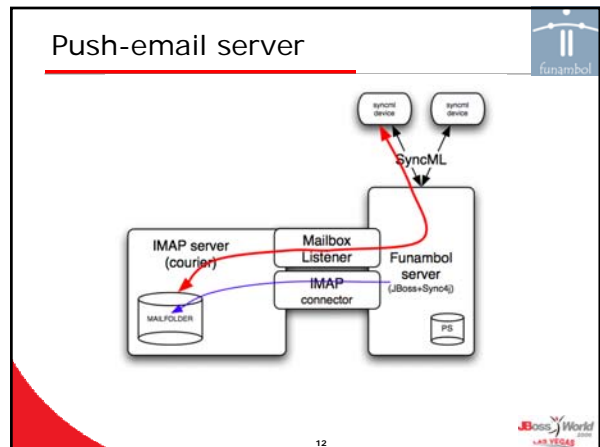 Push-email server
funambol
syncml
device
syncml
device
SyncML
IMAP server
(courier)
MAILFOLDER
Mailbox
Listener
IMAP
connector
Funambol
server
(JBoss+Sync4j)
PS
12
JBoss World
2006
LAS VEGAS